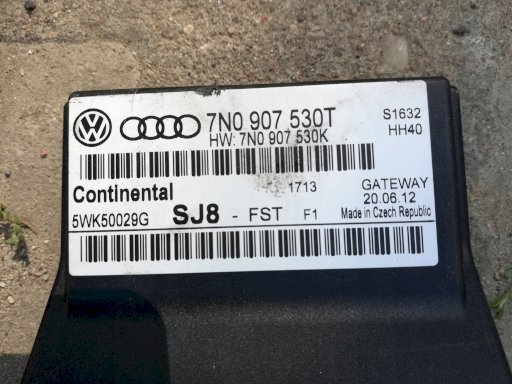 7N0 907 530T S1632
HW: 7N0 907 530K HH40
Continental 1713 GATEWAY
20.06.12
5WK50029G SJ8 - FST F1 Made in Czech Republic